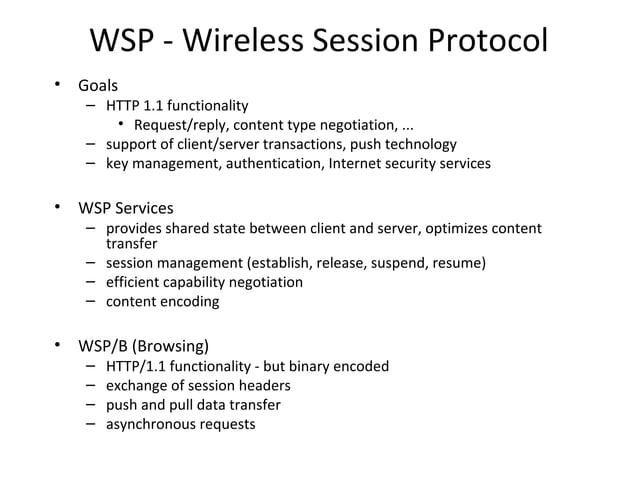 WSP - Wireless Session Protocol
• Goals
– HTTP 1.1 functionality
• Request/reply, content type negotiation, ...
– support of client/server transactions, push technology
– key management, authentication, Internet security services
• WSP Services
– provides shared state between client and server, optimizes content
transfer
– session management (establish, release, suspend, resume)
– efficient capability negotiation
– content encoding
• WSP/B (Browsing)
– HTTP/1.1 functionality - but binary encoded
– exchange of session headers
– push and pull data transfer
– asynchronous requests